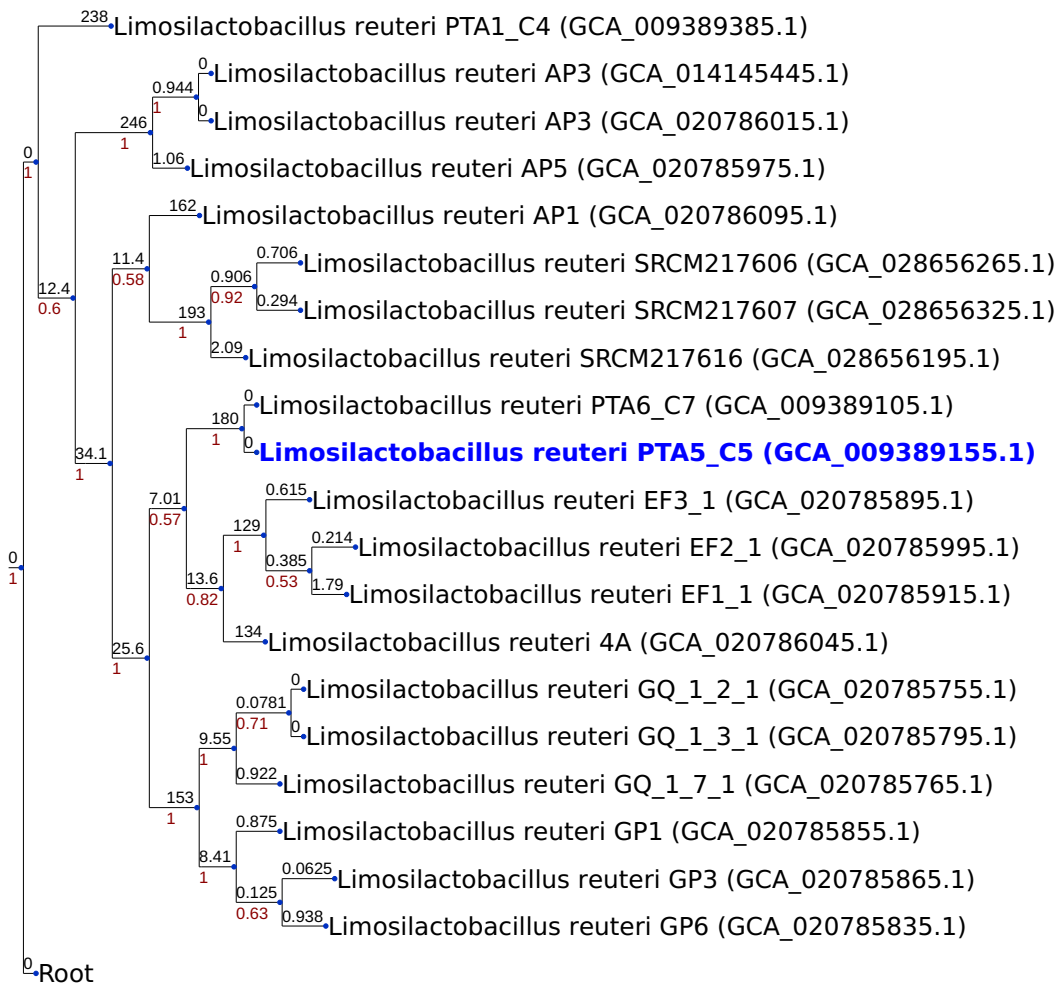 238
Limosilactobacillus reuteri PTA1_C4 (GCA_009389385.1)
0
Limosilactobacillus reuteri AP3 (GCA_014145445.1)
0.944
1
0
Limosilactobacillus reuteri AP3 (GCA_020786015.1)
246
1
0
1
1.06
Limosilactobacillus reuteri AP5 (GCA_020785975.1)
162
Limosilactobacillus reuteri AP1 (GCA_020786095.1)
11.4
0.58
0.706
Limosilactobacillus reuteri SRCM217606 (GCA_028656265.1)
0.906
0.92
12.4
0.6
0.294
Limosilactobacillus reuteri SRCM217607 (GCA_028656325.1)
193
1
2.09
Limosilactobacillus reuteri SRCM217616 (GCA_028656195.1)
0
Limosilactobacillus reuteri PTA6_C7 (GCA_009389105.1)
180
1
0
Limosilactobacillus reuteri PTA5_C5 (GCA_009389155.1)
34.1
1
0.615
Limosilactobacillus reuteri EF3_1 (GCA_020785895.1)
7.01
0.57
129
1
0.214
Limosilactobacillus reuteri EF2_1 (GCA_020785995.1)
0.385
0.53
0
1
13.6
0.82
1.79
Limosilactobacillus reuteri EF1_1 (GCA_020785915.1)
134
Limosilactobacillus reuteri 4A (GCA_020786045.1)
25.6
1
0
Limosilactobacillus reuteri GQ_1_2_1 (GCA_020785755.1)
0.0781
0.71
0
Limosilactobacillus reuteri GQ_1_3_1 (GCA_020785795.1)
9.55
1
0.922
Limosilactobacillus reuteri GQ_1_7_1 (GCA_020785765.1)
153
1
0.875
Limosilactobacillus reuteri GP1 (GCA_020785855.1)
8.41
1
0.0625
Limosilactobacillus reuteri GP3 (GCA_020785865.1)
0.125
0.63
0.938
Limosilactobacillus reuteri GP6 (GCA_020785835.1)
0
Root